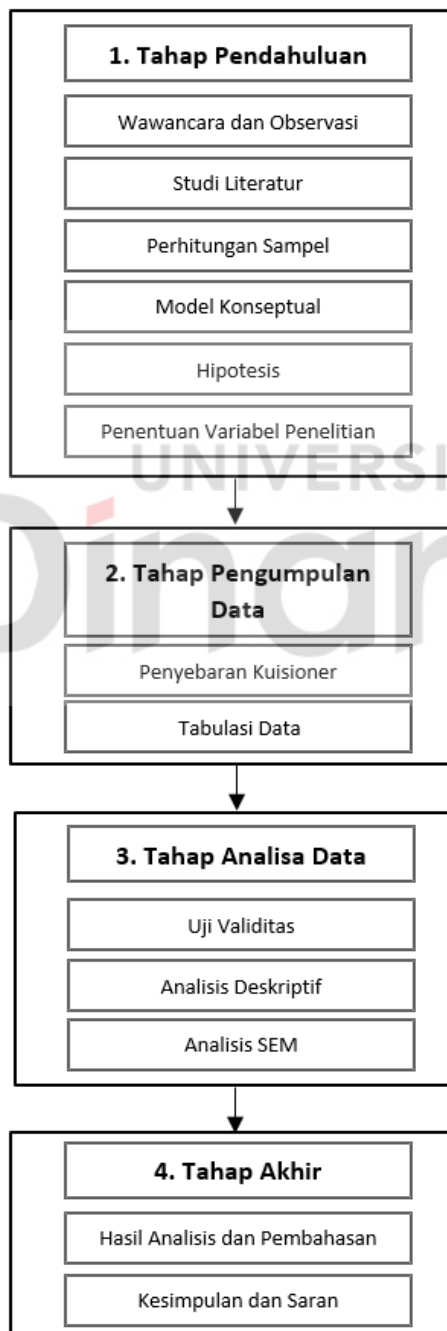 1. Tahap Pendahuluan
Wawancara dan Observasi
Studi Literatur
Perhitungan Sampel
Model Konseptual
Hipotesis
Penentuan Variabel Penelitian
UNIVERSI
Dinar
2. Tahap Pengumpulan
Data
Penyebaran Kuisioner
Tabulasi Data
3. Tahap Analisa Data
Uji Validitas
Analisis Deskriptif
Analisis SEM
4. Tahap Akhir
Hasil Analisis dan Pembahasan
Kesimpulan dan Saran